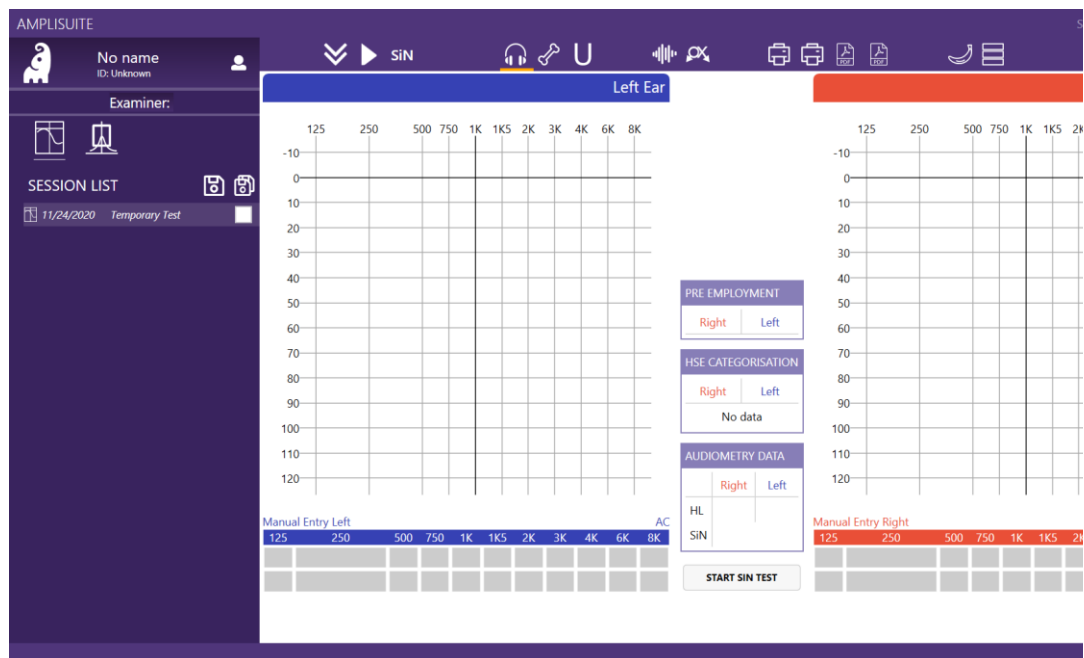 AMPLISUITE
No name
ID: Unknown
Examiner:
SESSION LIST
11/24/2020 Temporary Test
SiN
PDF PDF
Left Ear
125 250 500 750 1K 1K5 2K 3K 4K 6K 8K
-10
0
10
20
30
40
50
60
70
80
90
100
110
120
Manual Entry Left AC
125 250 500 750 1K 1K5 2K 3K 4K 6K 8K
PRE EMPLOYMENT
Right Left
HSE CATEGORISATION
Right Left
No data
AUDIOMETRY DATA
Right Left
HL
SiN
START SIN TEST
125 250 500 750 1K 1K5
-10
0
10
20
30
40
50
60
70
80
90
100
110
120
Manual Entry Right
125 250 500 750 1K 1K5